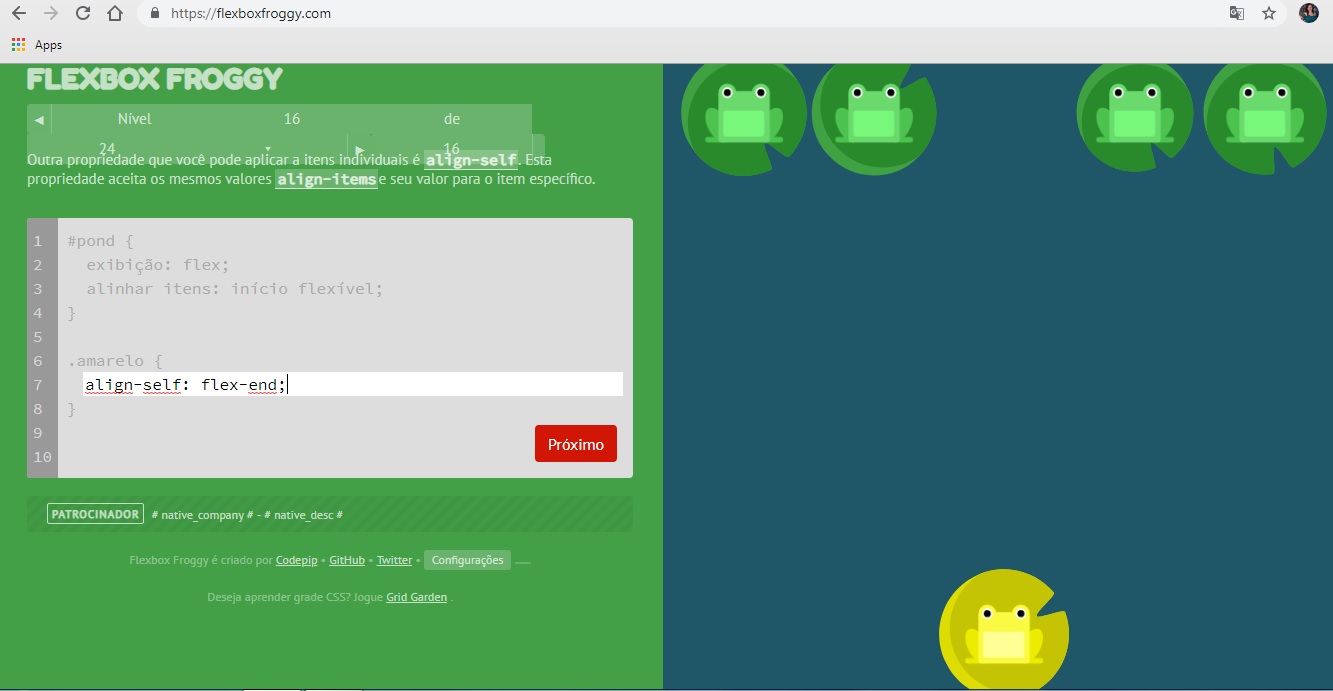 https://flexboxfroggy.com
Apps
FLEXBOX FROGGY
◀ Nível 16 de
24 ▶ 16
Outra propriedade que você pode aplicar a itens individuais é align-self. Esta
propriedade aceita os mesmos valores align-items e seu valor para o item específico.
1 #pond {
2 exibição: flex;
3 alinhar itens: início flexível;
4 }
5
6 .amarelo {
7 align-self: flex-end;
8 }
9
10
Próximo
PATROCINADOR # native_company # - # native_desc #
Flexbox Froggy é criado por Codepip • GitHub • Twitter • Configurações
Deseja aprender grade CSS? Jogue Grid Garden .